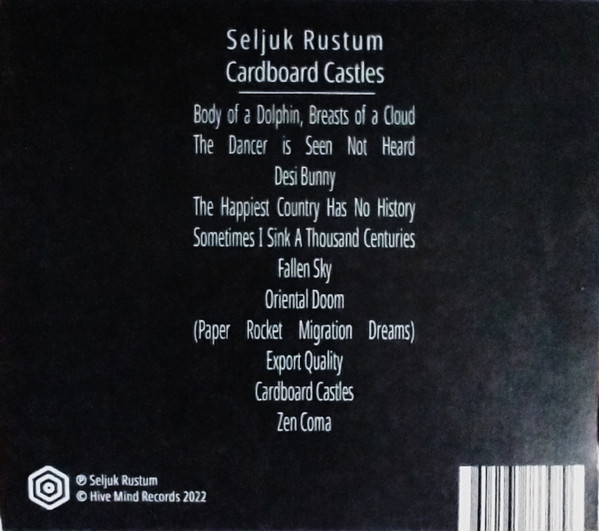 Seljuk Rustum
Cardboard Castles
Body of a Dolphin, Breasts of a Cloud
The Dancer is Seen Not Heard
Desi Bunny
The Happiest Country Has No History
Sometimes I Sink A Thousand Centuries
Fallen Sky
Oriental Doom
(Paper Rocket Migration Dreams)
Export Quality
Cardboard Castles
Zen Coma
℗ Seljuk Rustum
© Hive Mind Records 2022